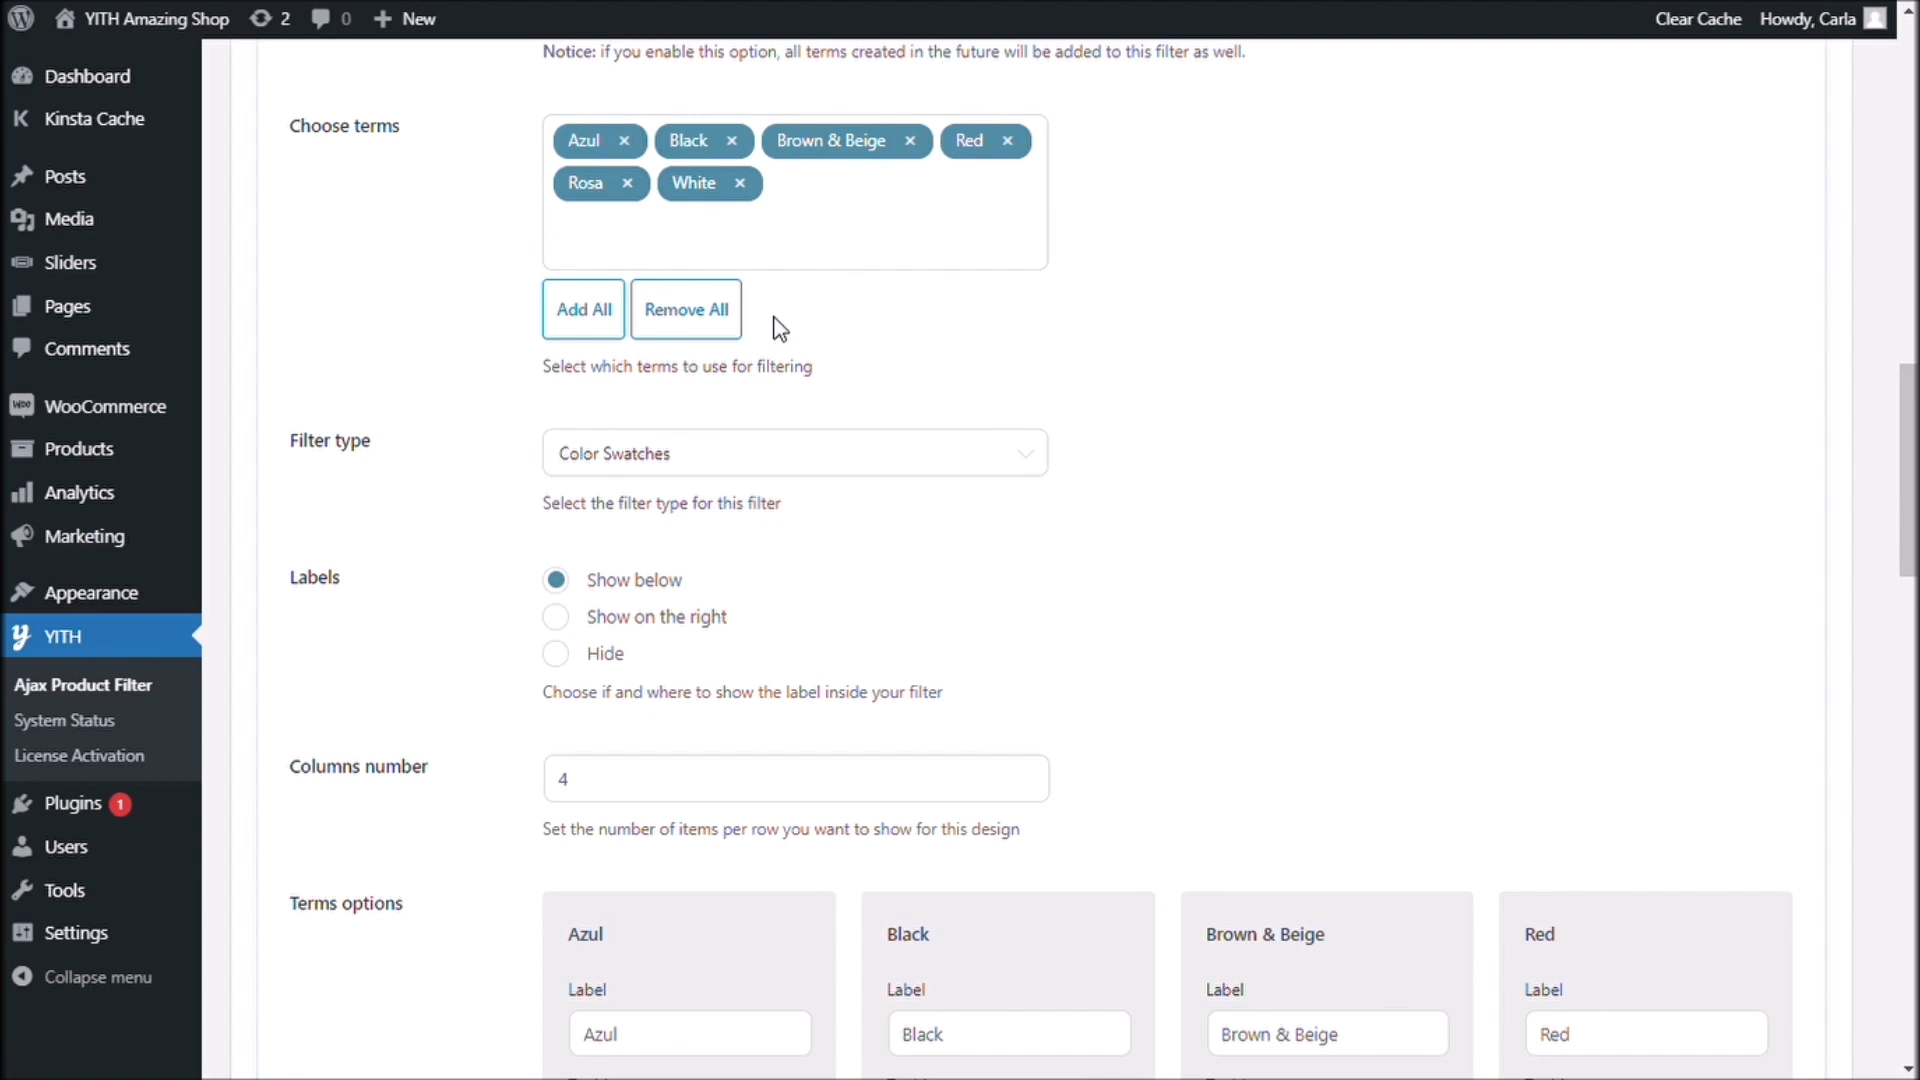 YITH Amazing Shop 2 0 New Clear Cache Howdy, Carla
Dashboard
Kinsta Cache
Posts
Media
Sliders
Pages
Comments
WooCommerce
Products
Analytics
Marketing
Appearance
YITH
Ajax Product Filter
System Status
License Activation
Plugins 1
Users
Tools
Settings
Collapse menu
Notice: if you enable this option, all terms created in the future will be added to this filter as well.
Choose terms
Azul × Black × Brown & Beige × Red ×
Rosa × White ×
Add All Remove All
Select which terms to use for filtering
Filter type
Color Swatches
Select the filter type for this filter
Labels
Show below
Show on the right
Hide
Choose if and where to show the label inside your filter
Columns number
4
Set the number of items per row you want to show for this design
Terms options
Azul Black Brown & Beige Red
Label Label Label Label
Azul Black Brown & Beige Red